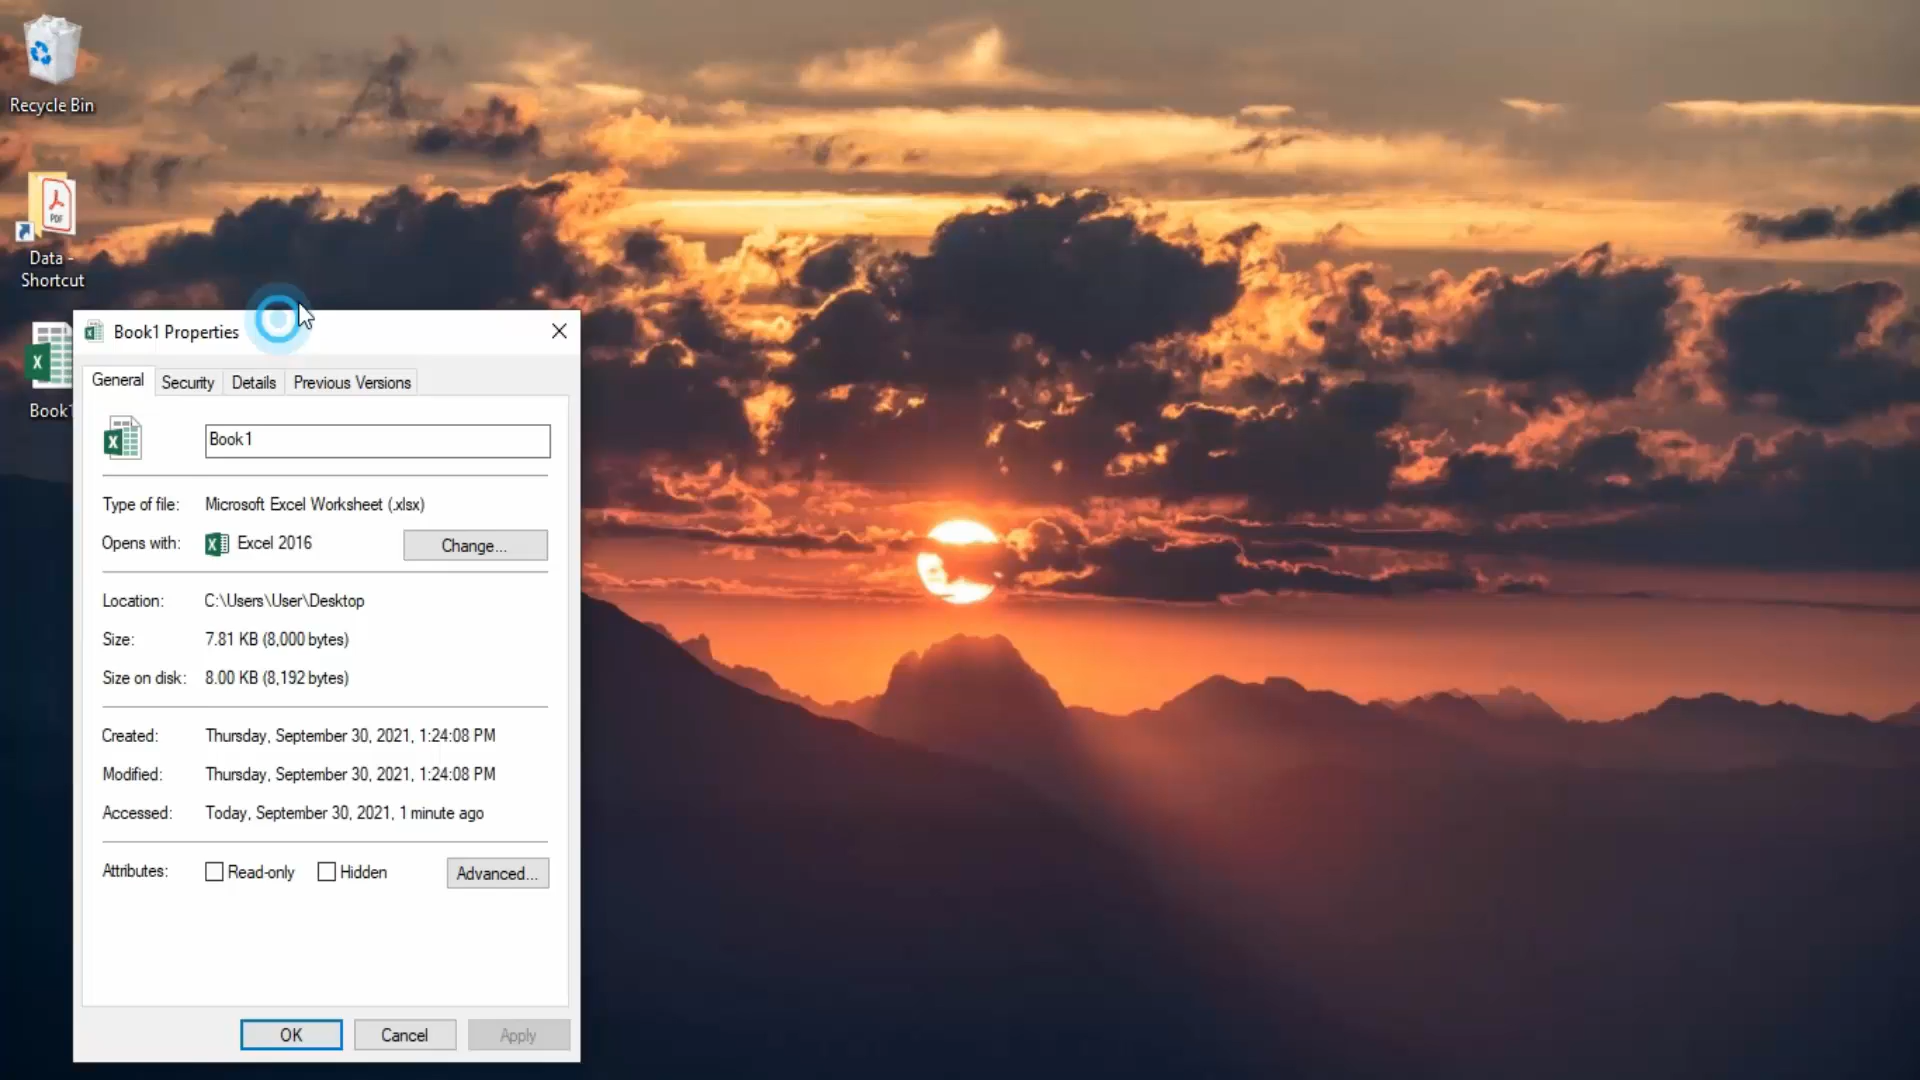 Recycle Bin
PDF
Data -
Shortcut
Book1
Book1 Properties
General
Security
Details
Previous Versions
Book1
Type of file:
Microsoft Excel Worksheet (.xlsx)
Opens with:
Excel 2016
Change...
Location:
C:\Users\User\Desktop
Size:
7.81 KB (8,000 bytes)
Size on disk:
8.00 KB (8,192 bytes)
Created:
Thursday, September 30, 2021, 1:24:08 PM
Modified:
Thursday, September 30, 2021, 1:24:08 PM
Accessed:
Today, September 30, 2021, 1 minute ago
Attributes:
Read-only
Hidden
Advanced...
OK
Cancel
Apply